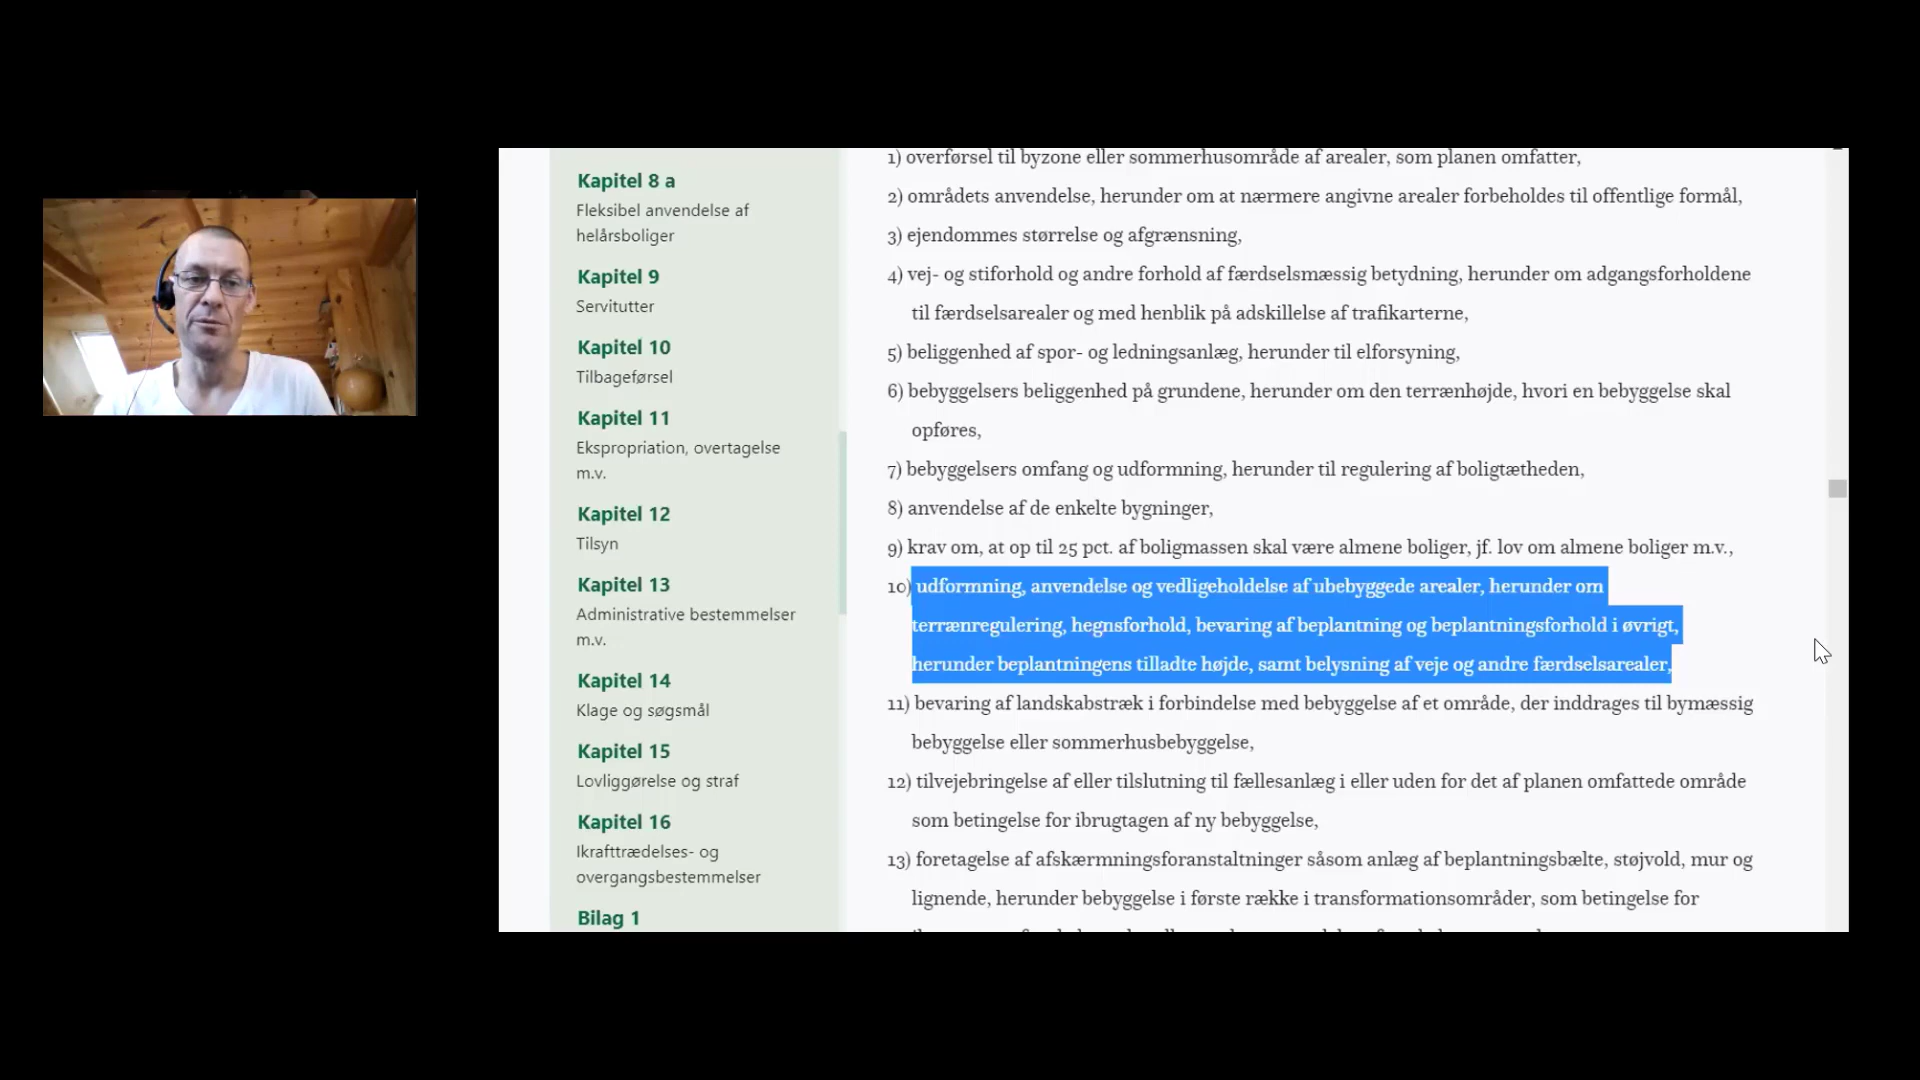 Kapitel 8 a
Fleksibel anvendelse af
helårsboliger
Kapitel 9
Servitutter
Kapitel 10
Tilbageførsel
Kapitel 11
Ekspropriation, overtagelse
m.v.
Kapitel 12
Tilsyn
Kapitel 13
Administrative bestemmelser
m.v.
Kapitel 14
Klage og søgsmål
Kapitel 15
Lovliggørelse og straf
Kapitel 16
Ikrafttrædelses- og
overgangsbestemmelser
Bilag 1
1) overførsel til byzone eller sommerhusområde af arealer, som planen omfatter,
2) områdets anvendelse, herunder om at nærmere angivne arealer forbeholdes til offentlige formål,
3) ejendommes størrelse og afgrænsning,
4) vej- og stiforhold og andre forhold af færdselsmæssig betydning, herunder om adgangsforholdene
til færdselsarealer og med henblik på adskillelse af trafikarterne,
5) beliggenhed af spor- og ledningsanlæg, herunder til elforsyning,
6) bebyggelsers beliggenhed på grundene, herunder om den terrænhøjde, hvori en bebyggelse skal
opføres,
7) bebyggelsers omfang og udformning, herunder til regulering af boligtætheden,
8) anvendelse af de enkelte bygninger,
9) krav om, at op til 25 pct. af boligmassen skal være almene boliger, jf. lov om almene boliger m.v.,
10) udformning, anvendelse og vedligeholdelse af ubebyggede arealer, herunder om
terrænregulering, hegnsforhold, bevaring af beplantning og beplantningsforhold i øvrigt,
herunder beplantningens tilladte højde, samt belysning af veje og andre færdselsarealer,
11) bevaring af landskabstræk i forbindelse med bebyggelse af et område, der inddrages til bymæssig
bebyggelse eller sommerhusbebyggelse,
12) tilvejebringelse af eller tilslutning til fællesanlæg i eller uden for det af planen omfattede område
som betingelse for ibrugtagen af ny bebyggelse,
13) foretagelse af afskærmningsforanstaltninger såsom anlæg af beplantningsbælte, støjvold, mur og
lignende, herunder bebyggelse i første række i transformationsområder, som betingelse for